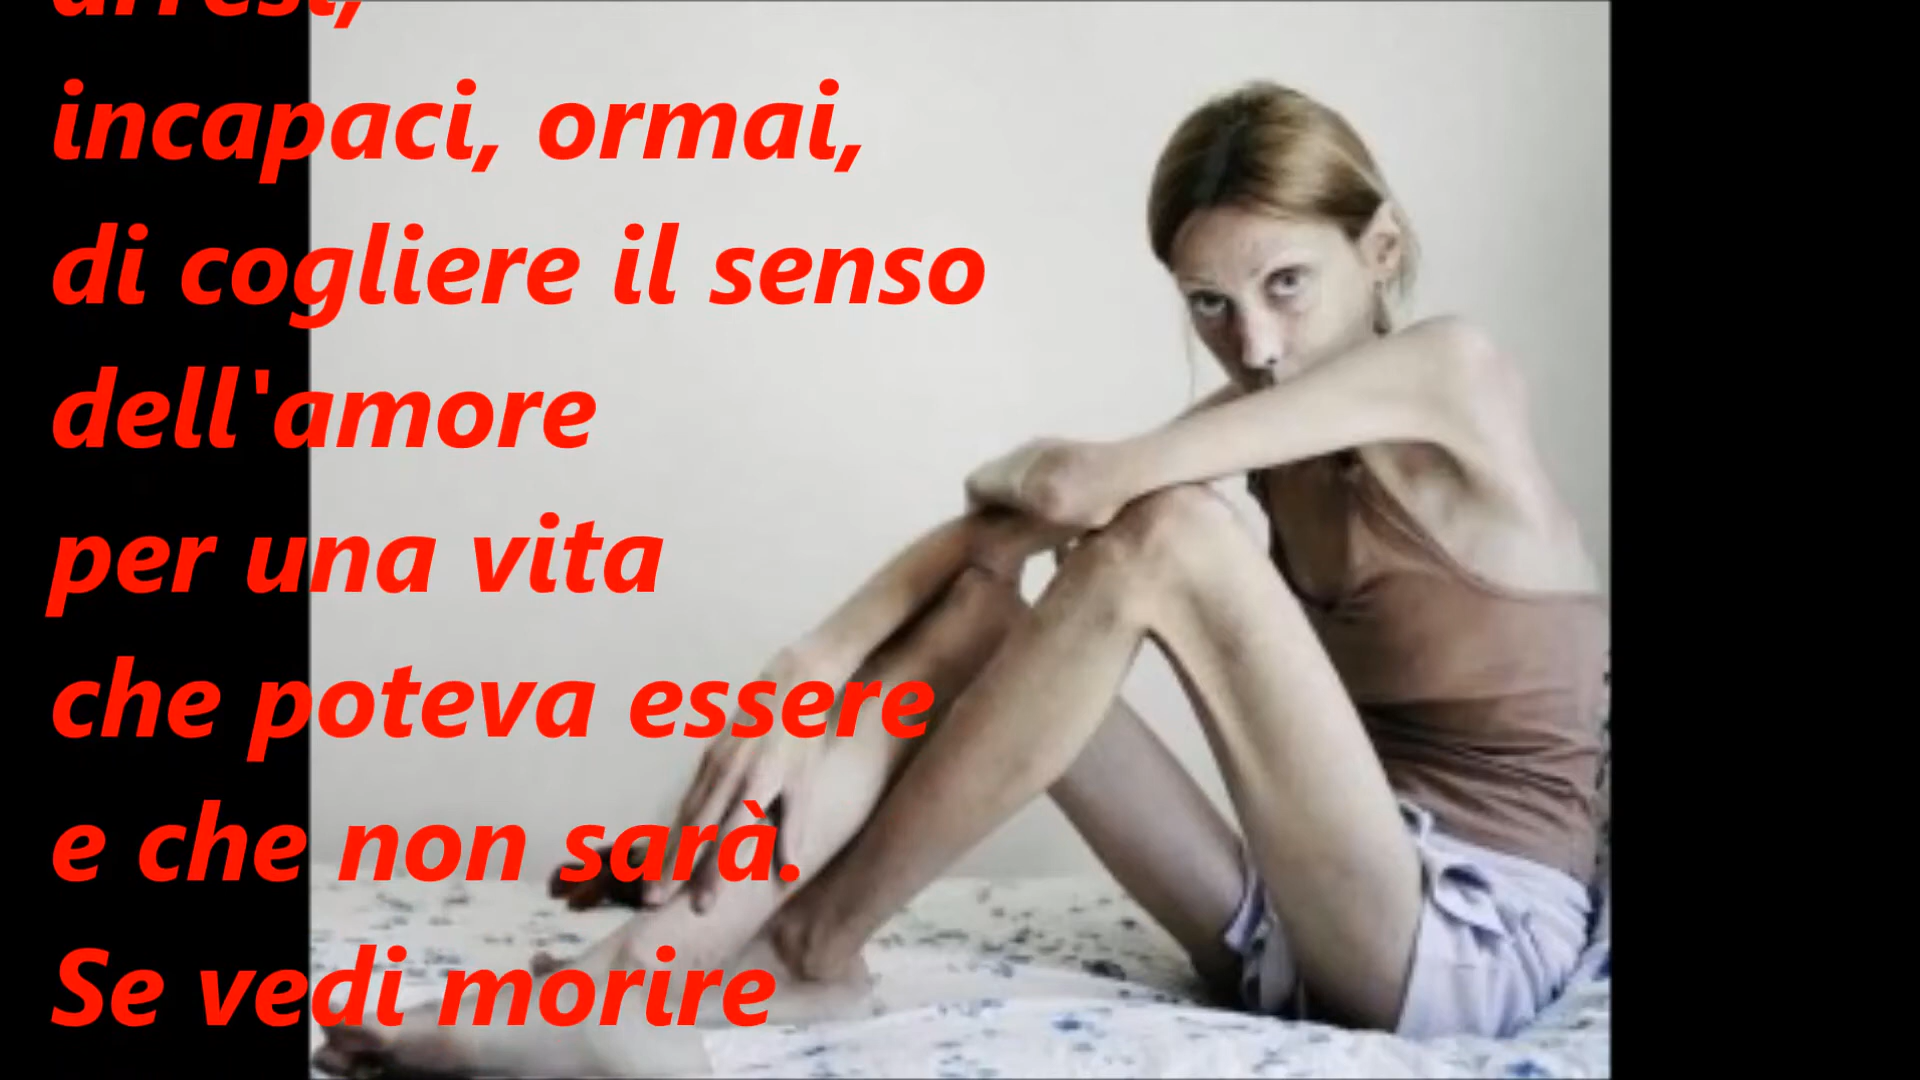 incapaci, ormai,
di cogliere il senso
dell'amore
per una vita
che poteva essere
e che non sarà.
Se vedi morire